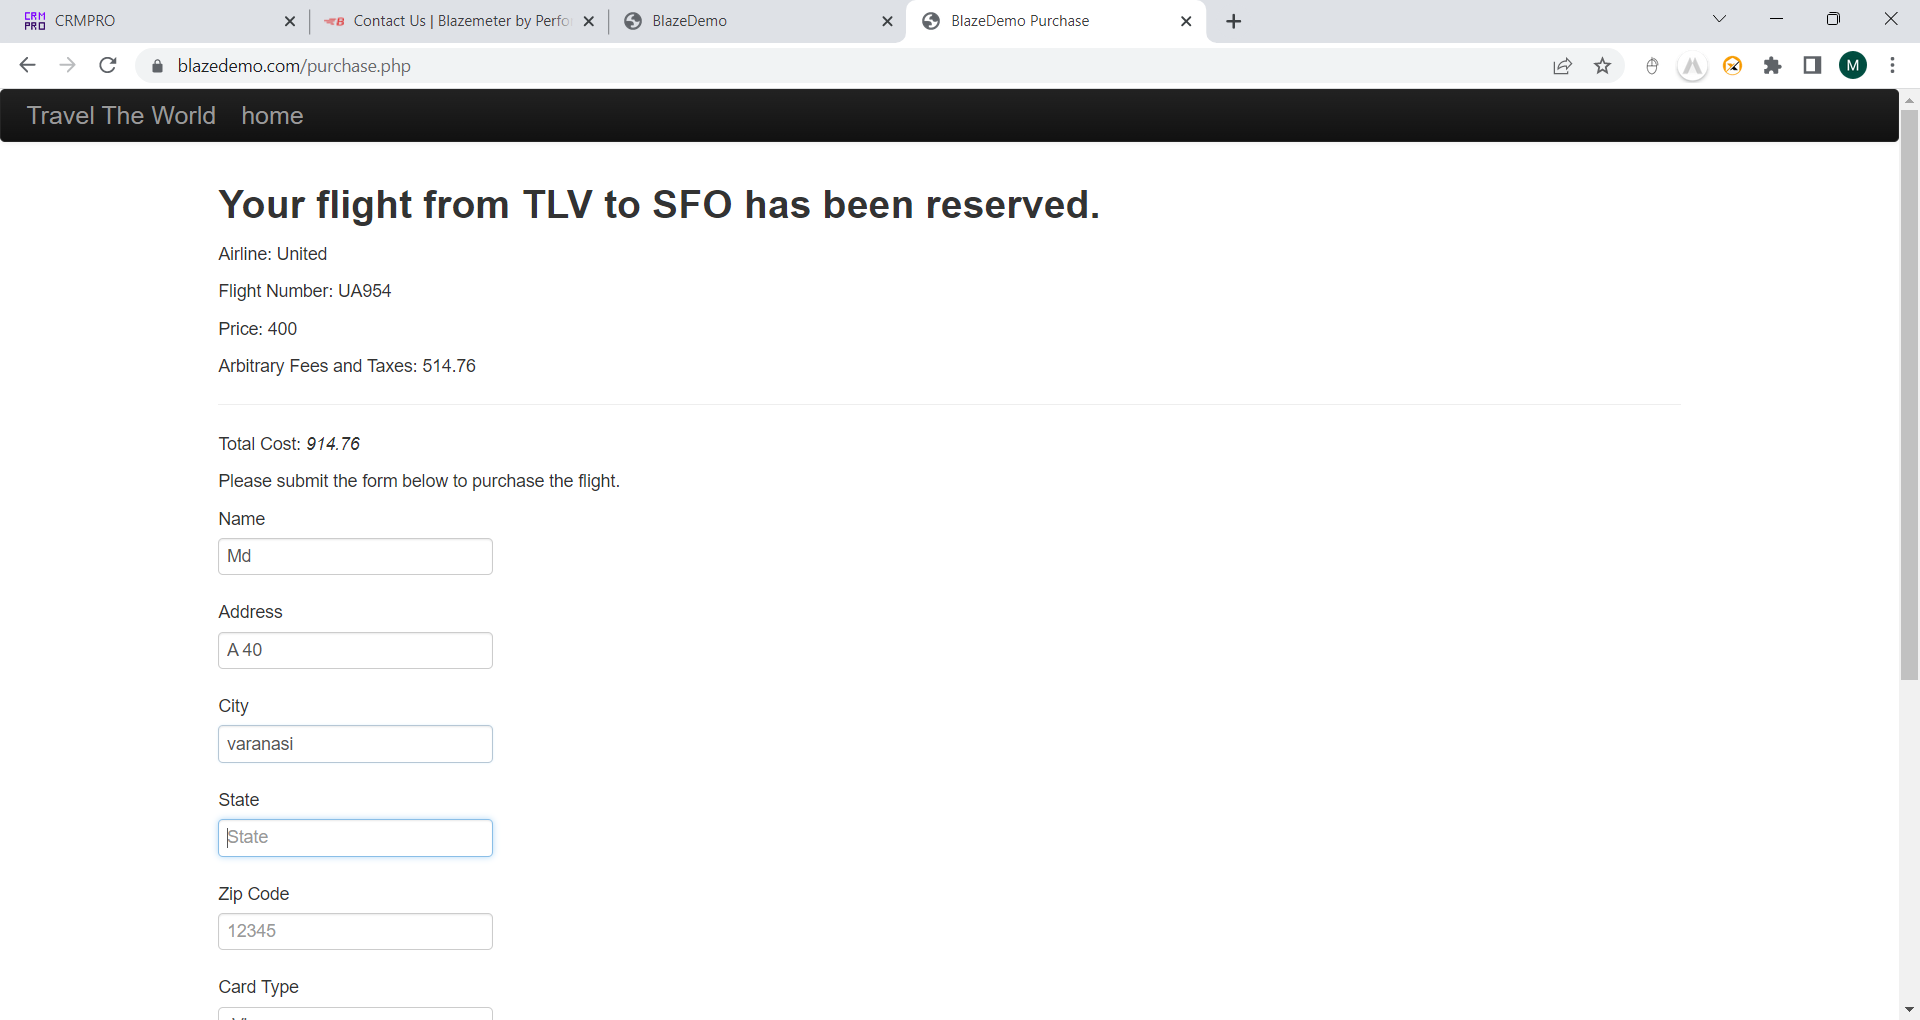 CRMPRO
Contact Us | Blazemeter by Perfo
BlazeDemo
BlazeDemo Purchase
blazedemo.com/purchase.php
M
Travel The World home
Your flight from TLV to SFO has been reserved.
Airline: United
Flight Number: UA954
Price: 400
Arbitrary Fees and Taxes: 514.76
Total Cost: 914.76
Please submit the form below to purchase the flight.
Name
Md
Address
A 40
City
varanasi
State
State
Zip Code
12345
Card Type